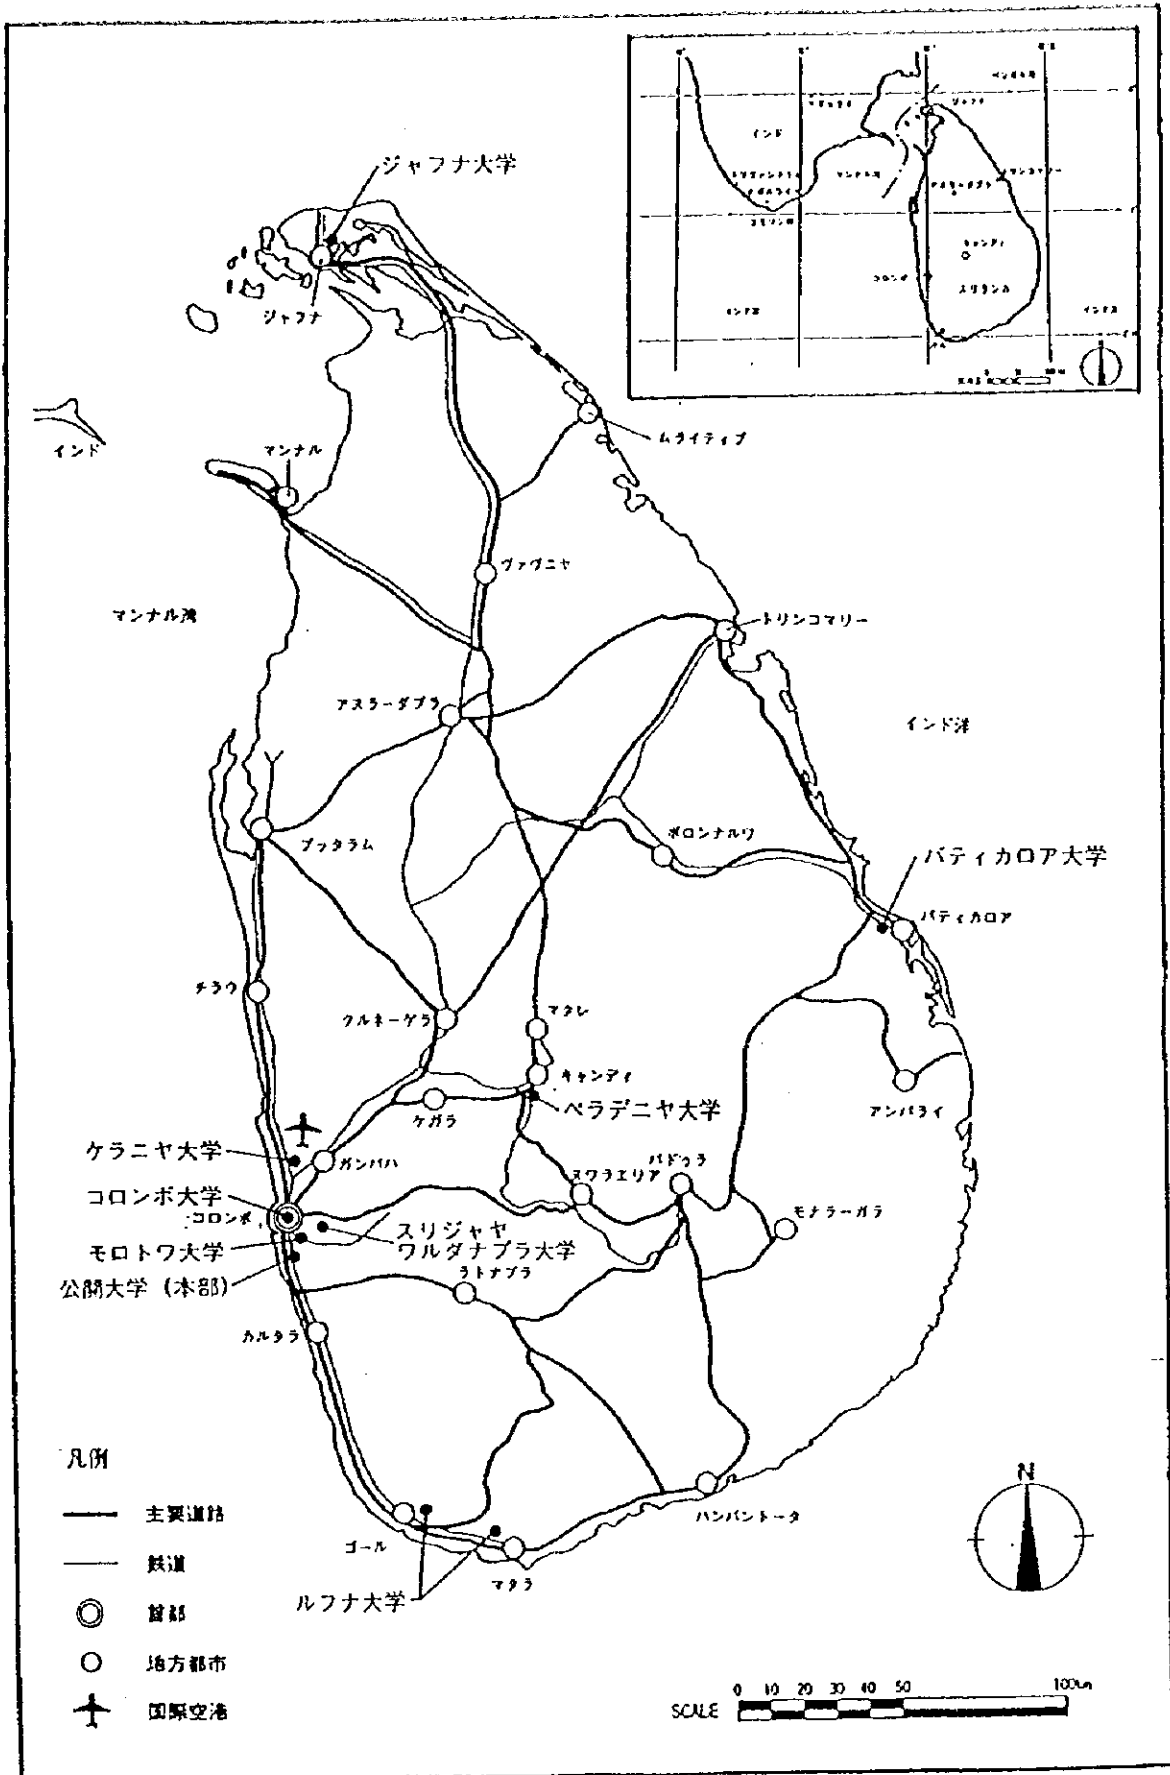 ジャフナ大学
ジャフナ
インド
マンナル
ムライティブ
ヴァヴニヤ
マンナル湾
トリンコマリー
アヌラーダプラ
インド洋
プッタラム
ポロンナルワ
バティカロア大学
バティカロア
チラウ
クルネーゲラ
マタレ
キャンディ
ケガラ
ペラデニヤ大学
アンパライ
ケラニヤ大学
ガンパハ
ヌワラエリア
バドゥラ
コロンボ大学
コロンボ
スリジャヤ
ワルダナプラ大学
モナラーガラ
モロトワ大学
公開大学（本部）
ラトナプラ
カルタラ
ゴール
マタラ
ハンバントータ
ルフナ大学
凡例
主要道路
鉄道
首都
地方都市
国際空港
N
SCALE
0 10 20 30 40 50 100km
インド
ジャフナ
トリンコマリー
キャンディ
コロンボ
スリランカ